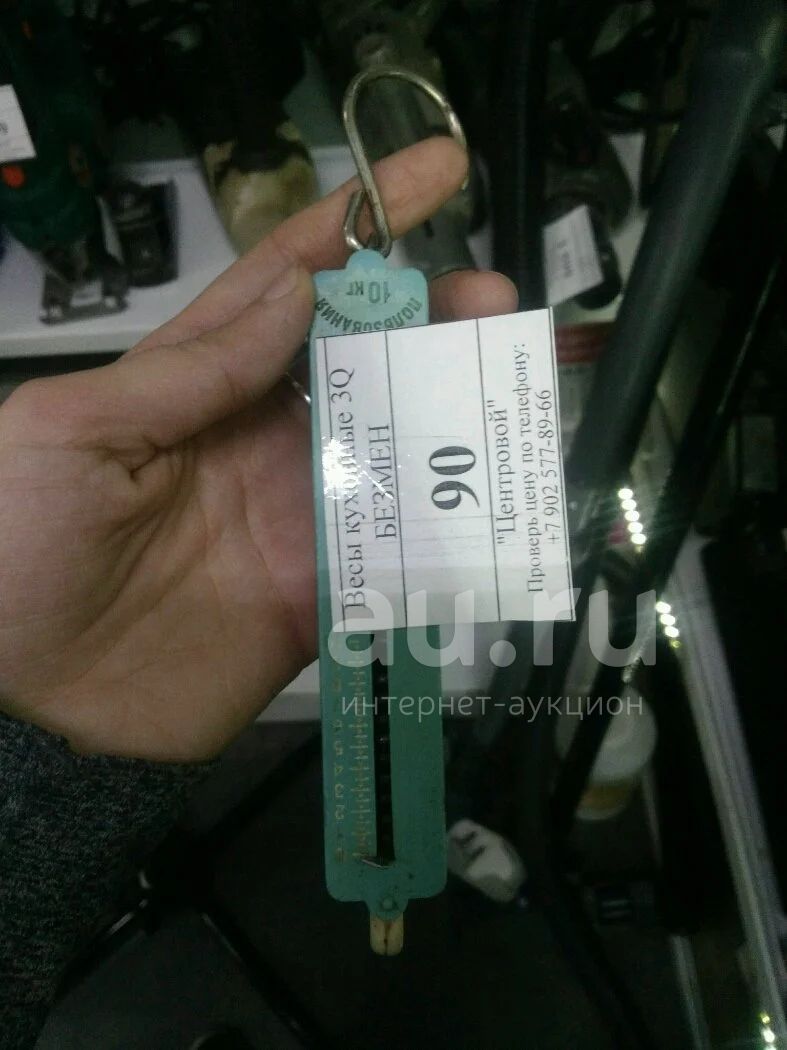 10 кг
ПОЛЬЗОВАНИЯ
Весы кухонные 3Q
БЕЗМЕН
90
"Центровой"
Проверь цену по телефону:
+7 902 577-89-66
au.ru
интернет-аукцион